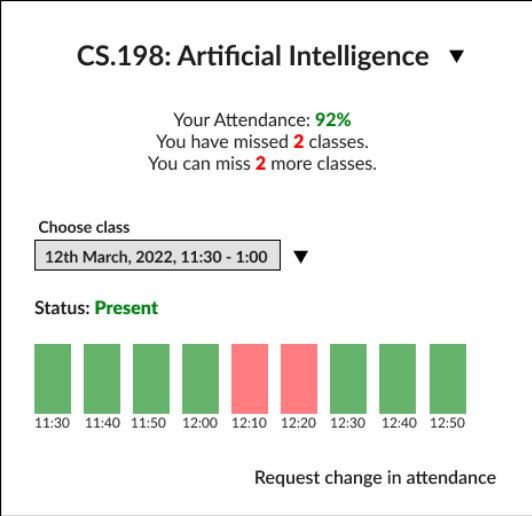 CS.198: Artificial Intelligence
Your Attendance: 92%
You have missed 2 classes.
You can miss 2 more classes.
Choose class
12th March, 2022, 11:30 - 1:00
Status: Present
11:30 11:40 11:50 12:00 12:10 12:20 12:30 12:40 12:50
Request change in attendance